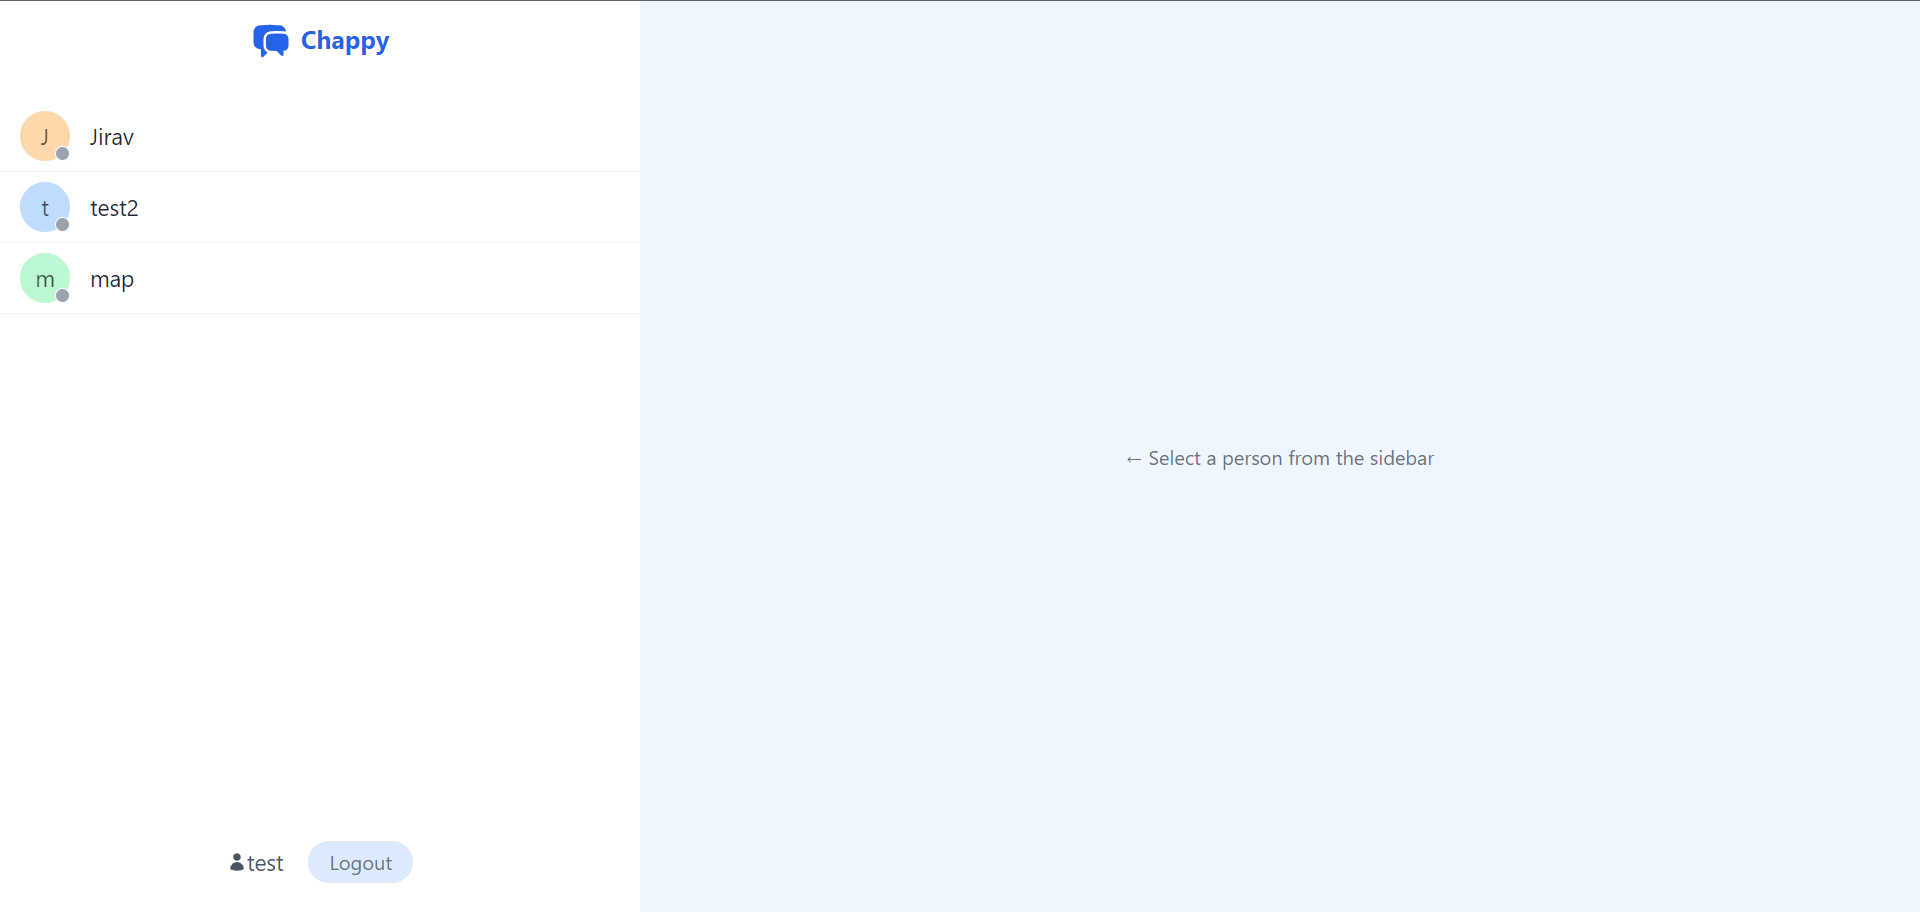 Chappy
J Jirav
t test2
m map
← Select a person from the sidebar
test Logout